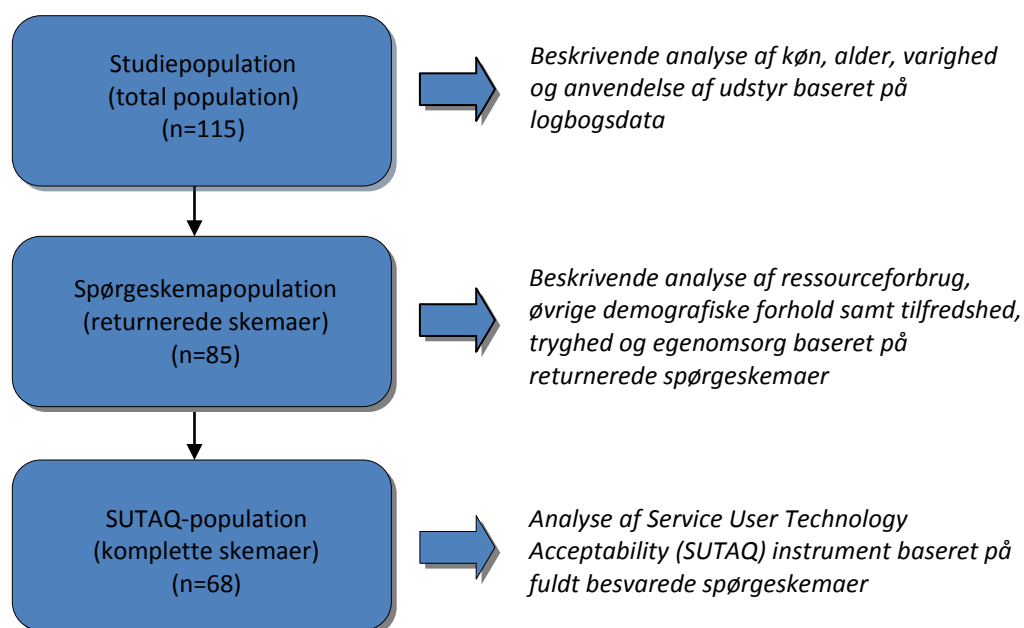 Studiepopulation
(total population)
(n=115)
Beskrivende analyse af køn, alder, varighed
og anvendelse af udstyr baseret på
logbogsdata
Spørgeskemapopulation
(returnerede skemaer)
(n=85)
Beskrivende analyse af ressourceforbrug,
øvrige demografiske forhold samt tilfredshed,
tryghed og egenomsorg baseret på
returnerede spørgeskemaer
SUTAQ-population
(komplette skemaer)
(n=68)
Analyse af Service User Technology
Acceptability (SUTAQ) instrument baseret på
fuldt besvarede spørgeskemaer